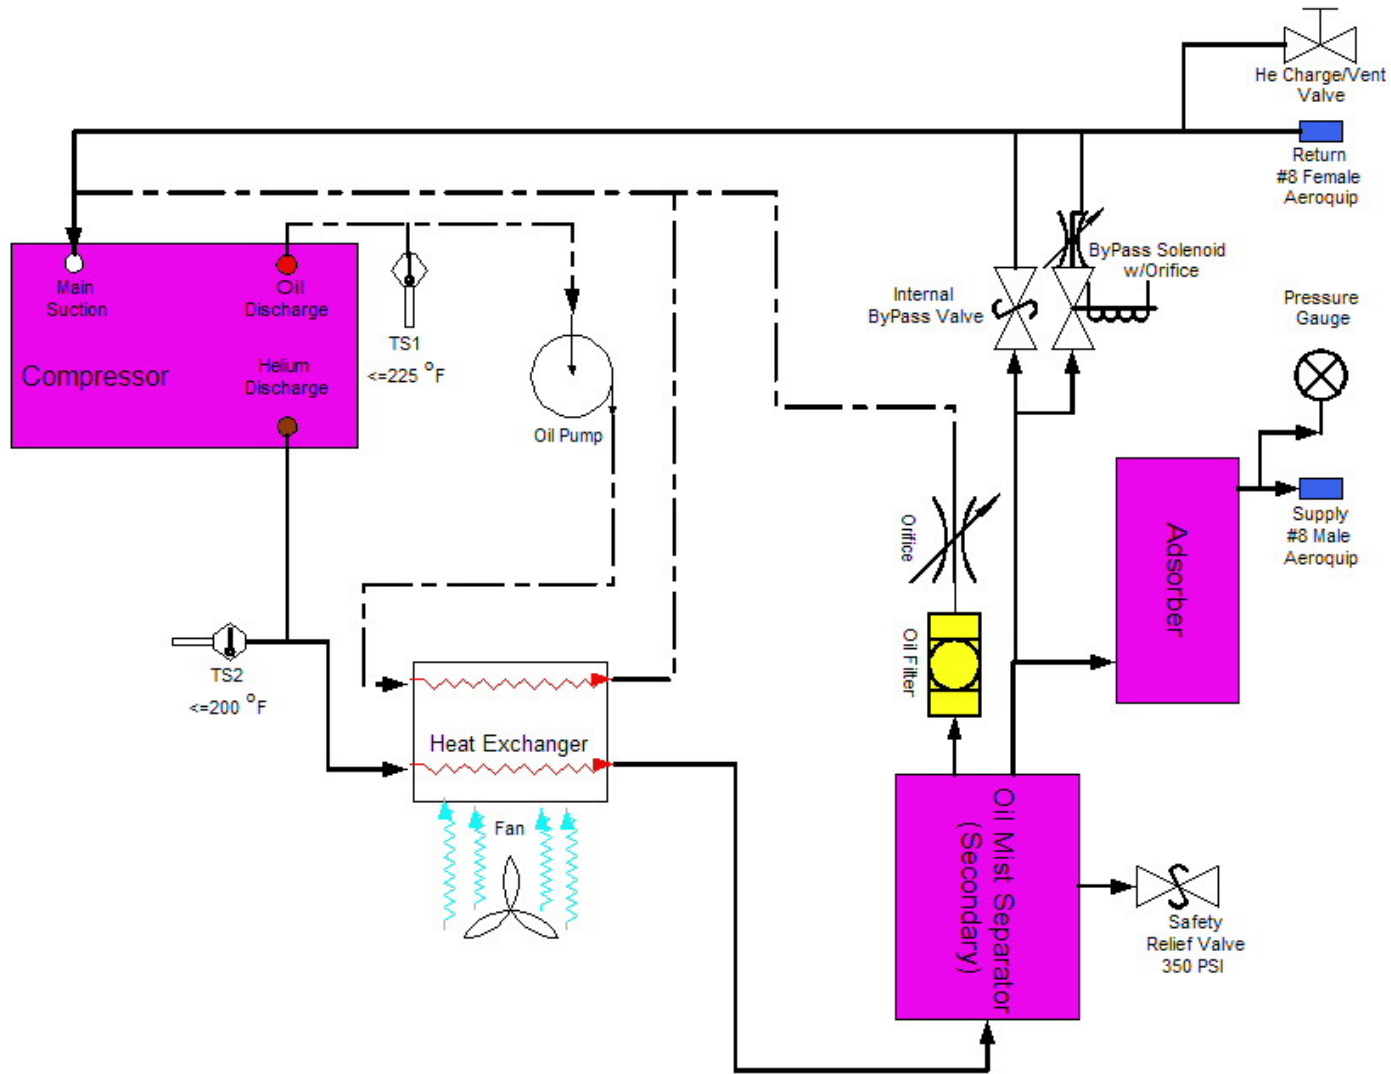 He Charge/Vent
Valve
Return
#8 Female
Aeroquip
ByPass Solenoid
w/Orifice
Internal
ByPass Valve
Pressure
Gauge
Main
Suction
Oil
Discharge
Compressor
Helium
Discharge
TS1
<=225 °F
Oil Pump
Orifice
Oil Filter
Adsorber
Supply
#8 Male
Aeroquip
TS2
<=200 °F
Heat Exchanger
Fan
Oil Mist Separator
(Secondary)
Safety
Relief Valve
350 PSI